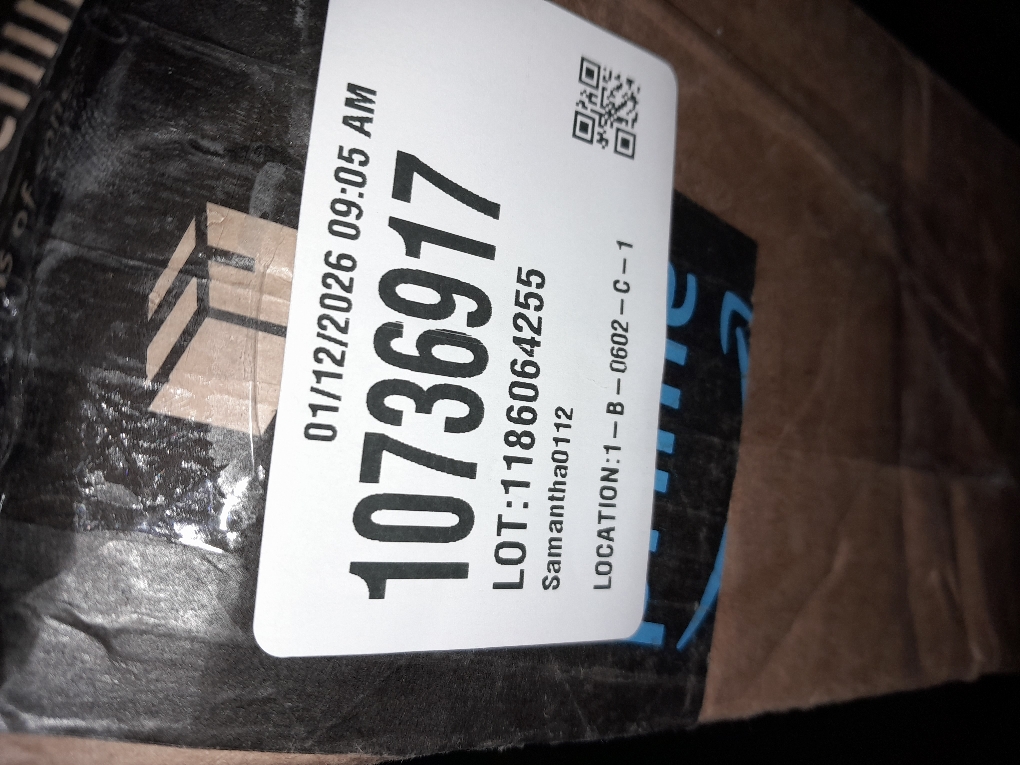 01/12/2026 09:05 AM
10736917
LOT:1186064255
Samantha0112
LOCATION:1-B-0602-C-1